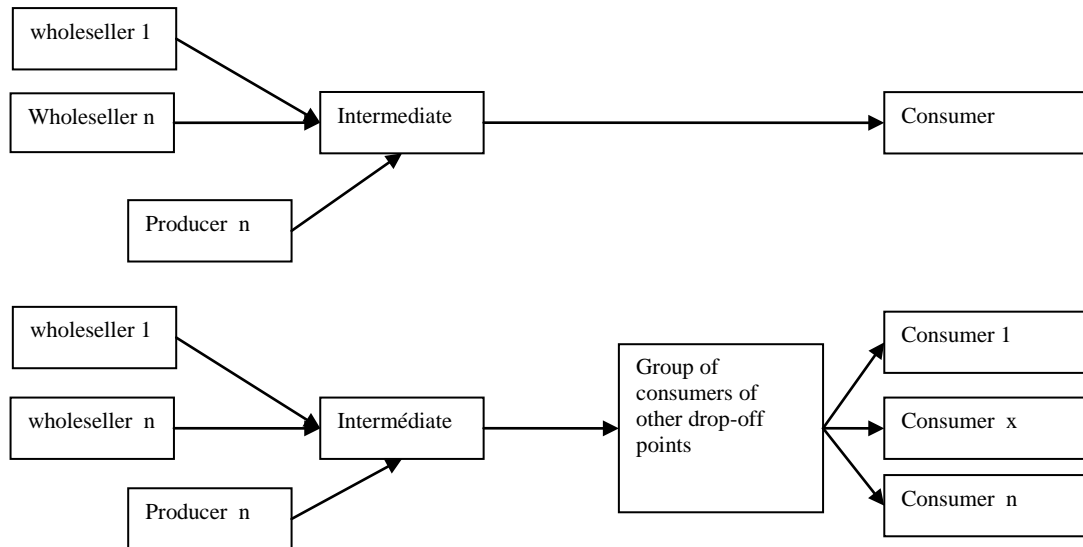 wholeseller 1
Wholeseller n
Intermediate
Consumer
Producer n
wholeseller 1
wholeseller n
Intermédiate
Producer n
Group of
consumers of
other drop-off
points
Consumer 1
Consumer x
Consumer n